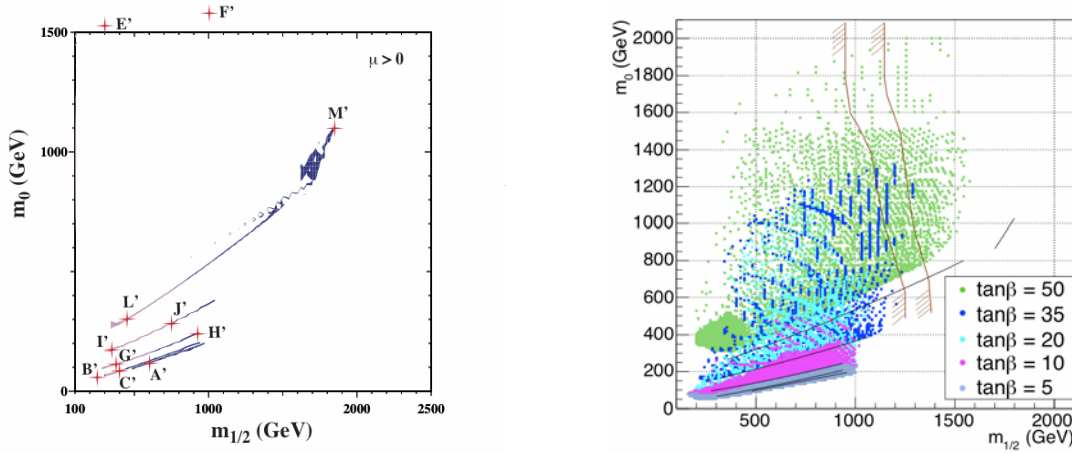 E'
F'
1500
μ > 0
M'
1000
m0 (GeV)
500
L'
J'
I'
H'
B'
G'
C'
A'
0
100
1000
2000
2500
m1/2 (GeV)
m0 (GeV)
2000
1800
1600
1400
1200
1000
800
600
400
200
0
tanβ = 50
tanβ = 35
tanβ = 20
tanβ = 10
tanβ = 5
500
1000
1500
2000
m1/2 (GeV)